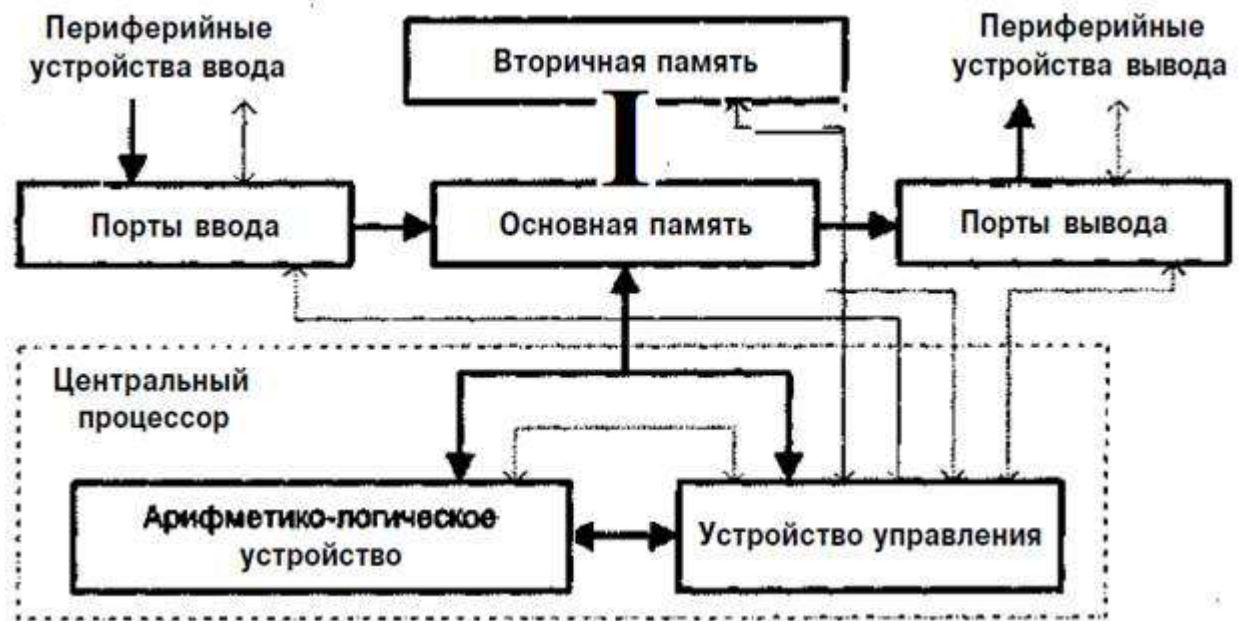 Периферийные
устройства ввода
Вторичная память
Периферийные
устройства вывода
Порты ввода
Основная память
Порты вывода
Центральный
процессор
Арифметико-логическое
устройство
Устройство управления